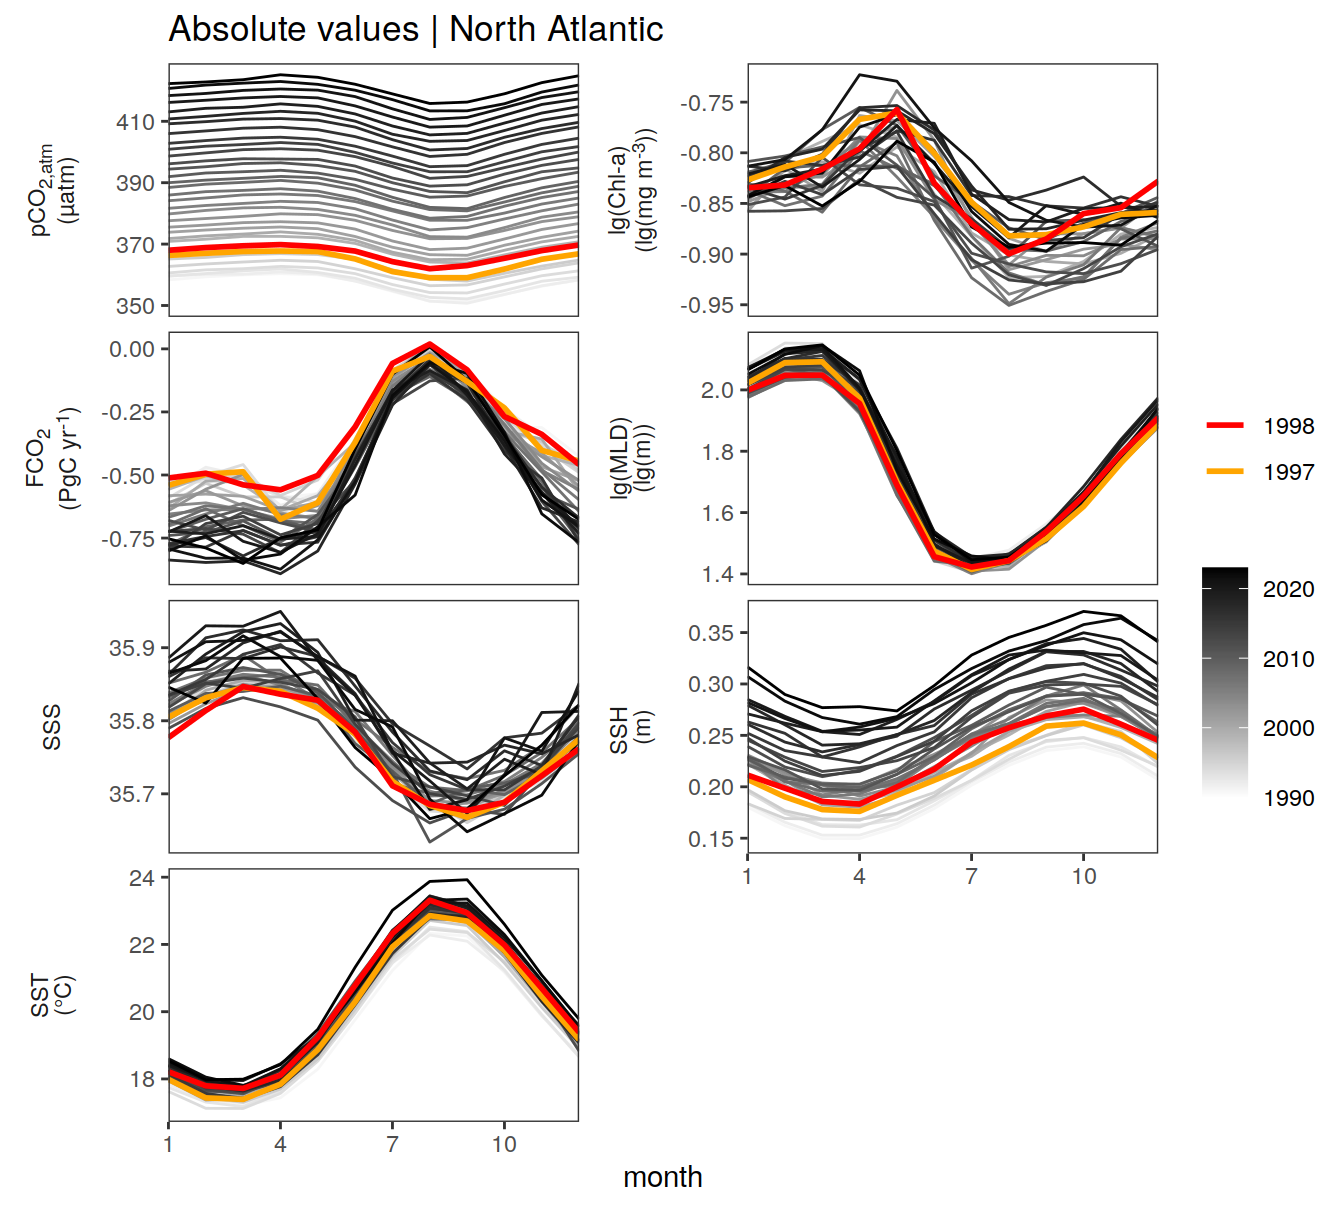 Absolute values | North Atlantic
pCO2,atm
(µatm)
410
390
370
350
lg(Chl-a)
(lg(mg m-3))
-0.75
-0.80
-0.85
-0.90
-0.95
FCO2
(PgC yr-1)
0.00
-0.25
-0.50
-0.75
lg(MLD)
(lg(m))
2.0
1.8
1.6
1.4
SSS
35.9
35.8
35.7
SSH
(m)
0.35
0.30
0.25
0.20
0.15
1 4 7 10
SST
(°C)
24
22
20
18
1 4 7 10
month
1998
1997
2020
2010
2000
1990